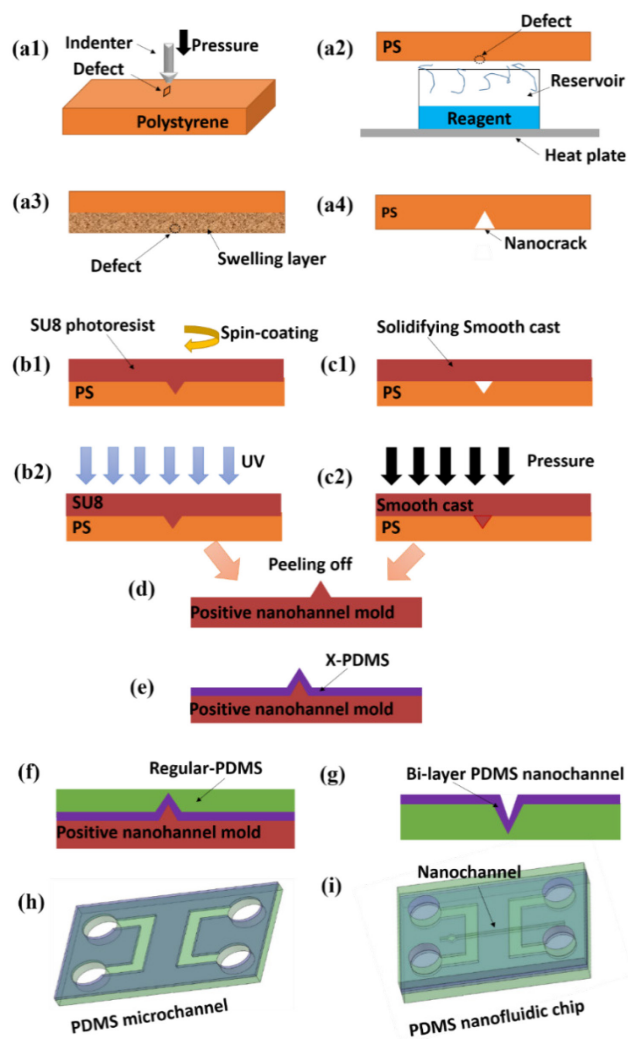 (a1)
Indenter
Pressure
Defect
Polystyrene
(a2)
Defect
PS
Reservoir
Reagent
Heat plate
(a3)
Defect
Swelling layer
(a4)
PS
Nanocrack
SU8 photoresist
Spin-coating
(b1)
PS
Solidifying Smooth cast
(c1)
PS
(b2)
UV
SU8
PS
(c2)
Pressure
Smooth cast
PS
Peeling off
(d)
Positive nanohannel mold
(e)
X-PDMS
Positive nanohannel mold
(f)
Regular-PDMS
Positive nanohannel mold
(g)
Bi-layer PDMS nanochannel
(h)
PDMS microchannel
(i)
Nanochannel
PDMS nanofluidic chip